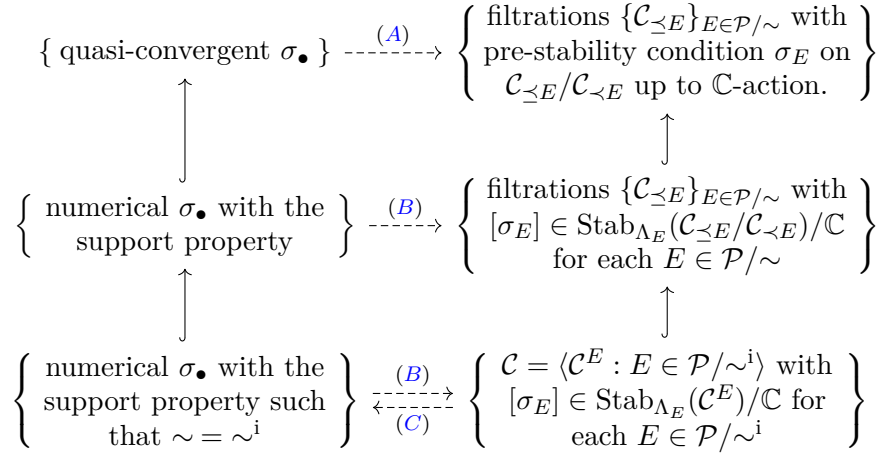 { quasi-convergent σ● }
(A)
filtrations {𝒞⪯E}E∈𝒫/∼ with
pre-stability condition σE on
𝒞⪯E/𝒞≺E up to ℂ-action.
numerical σ● with the
support property
(B)
filtrations {𝒞⪯E}E∈𝒫/∼ with
[σE] ∈ StabΛE(𝒞⪯E/𝒞≺E)/ℂ
for each E ∈ 𝒫/∼
numerical σ● with the
support property such
that ∼ = ∼ⁱ
(B)
(C)
𝒞 = ⟨𝒞ᴱ : E ∈ 𝒫/∼ⁱ⟩ with
[σE] ∈ StabΛE(𝒞ᴱ)/ℂ for
each E ∈ 𝒫/∼ⁱ